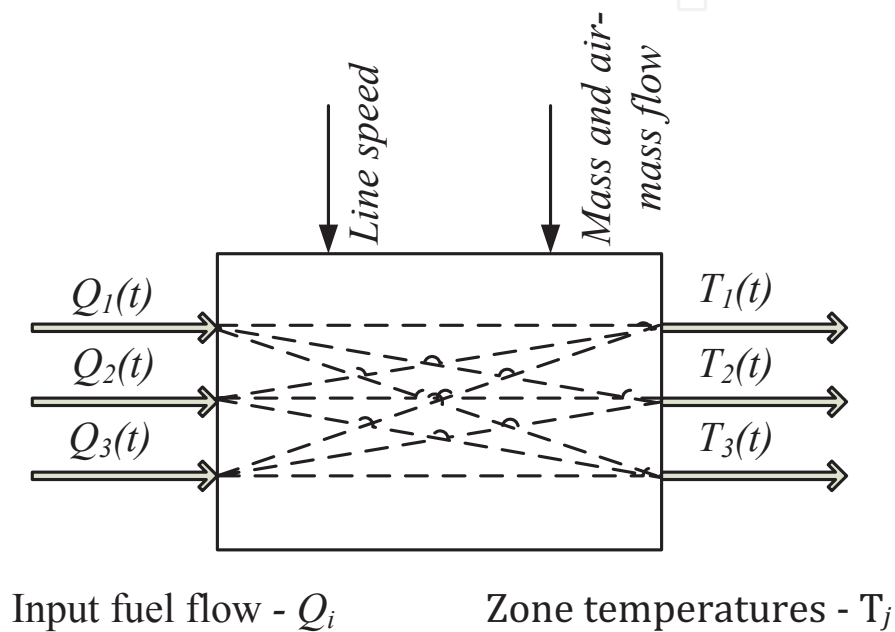 Line speed
Mass and air-
mass flow
Q1(t)
T1(t)
Q2(t)
T2(t)
Q3(t)
T3(t)
Input fuel flow - Qi
Zone temperatures - Tj